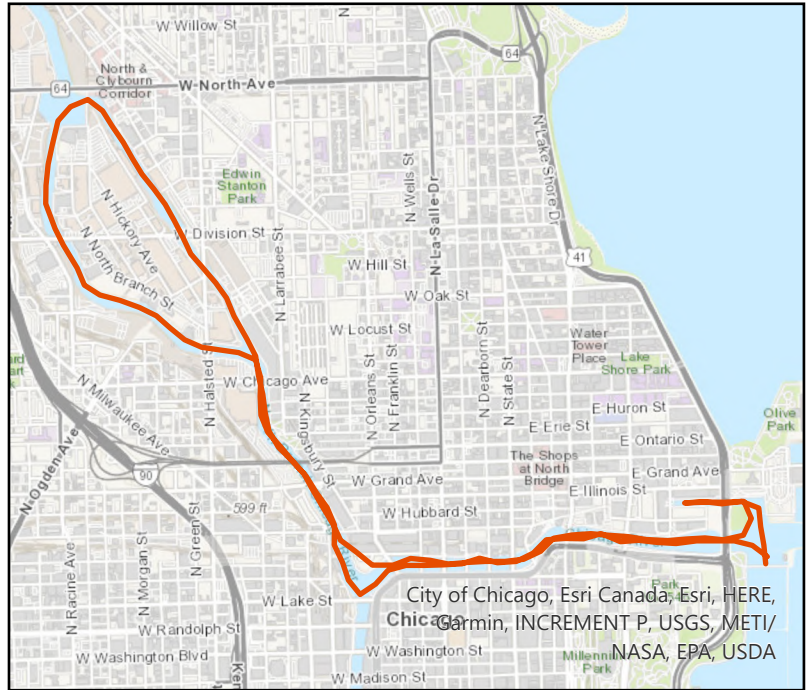 W Willow St
N
64
North &
Clybourn
Corridor
W-North-Ave
64
N Lake Shore Dr
Edwin
Stanton
Park
N Wells St
N-La-Salle-Dr
N Hickory Ave
W Division St
N North Branch St
N Larrabee St
W Hill St
41
W Oak St
W Locust St
Water
Tower
Place
Lake
Shore Park
N Halsted St
W Chicago Ave
N Orleans St
N Franklin St
N Dearborn St
N State St
N Milwaukee Ave
N Kingsbury St
E Huron St
Olive
Park
E Erie St
E Ontario St
N-Ogden-Ave
90
The Shops
at North
Bridge
E Grand Ave
W Grand Ave
E Illinois St
599 ft
W Hubbard St
N Racine Ave
N Morgan St
N Green St
W Lake St
Park
City of Chicago, Esri Canada, Esri, HERE,
Garmin, INCREMENT P, USGS, METI/
NASA, EPA, USDA
Chicago
W Randolph St
W Washington Blvd
W Washington St
Millenni
Park
W Madison St
Ken